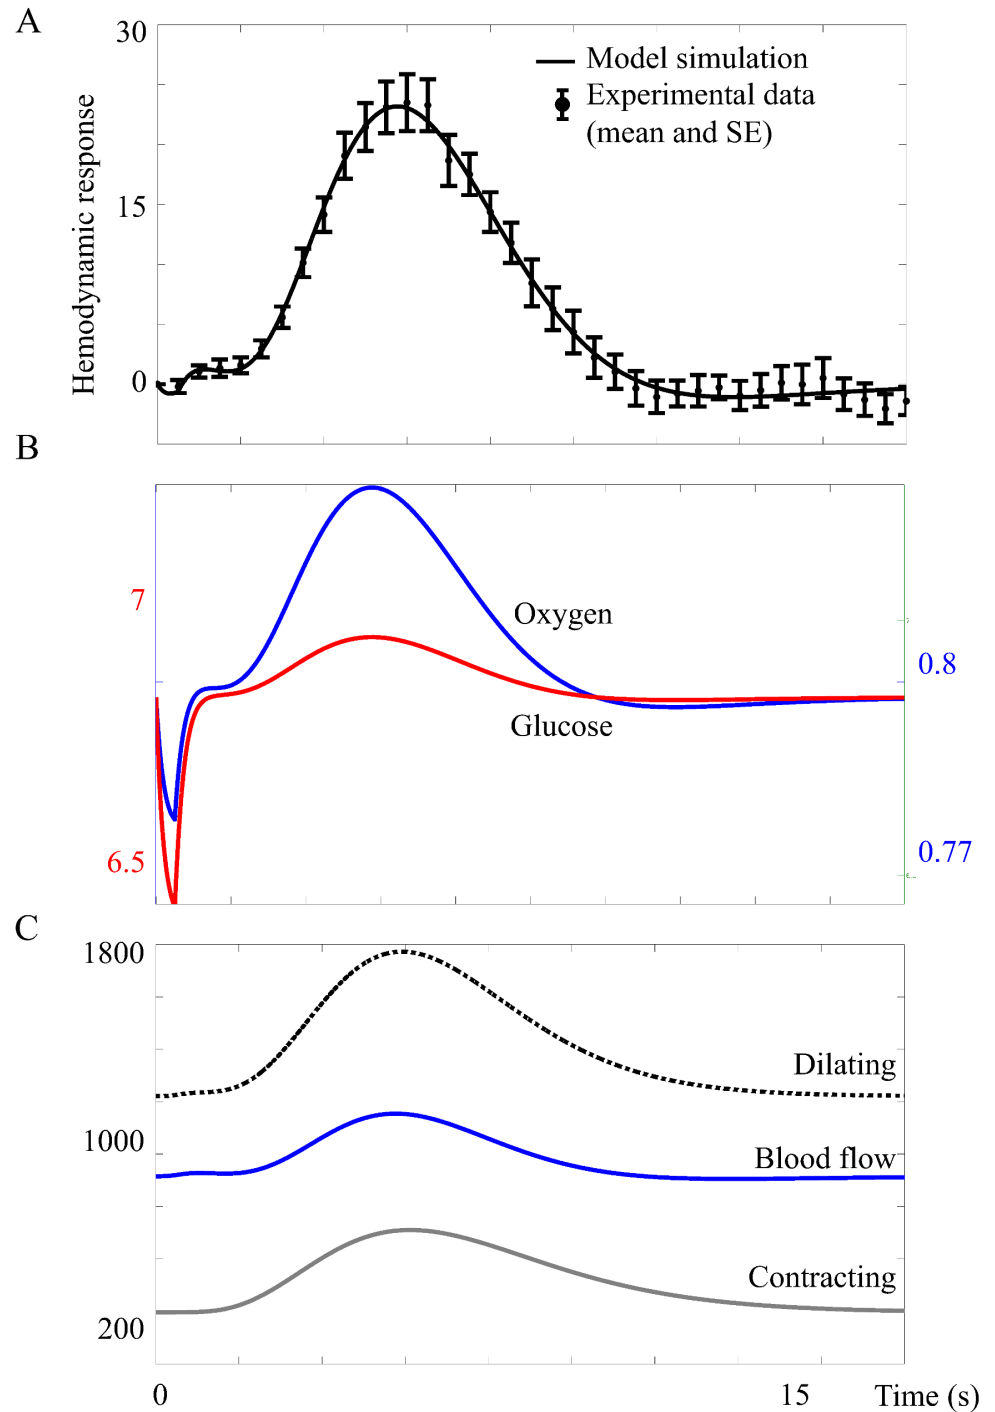 A
30
Model simulation
Experimental data
(mean and SE)
Hemodynamic response
15
0
B
7
Oxygen
0.8
Glucose
6.5
0.77
C
1800
Dilating
1000
Blood flow
Contracting
200
0
15
Time (s)